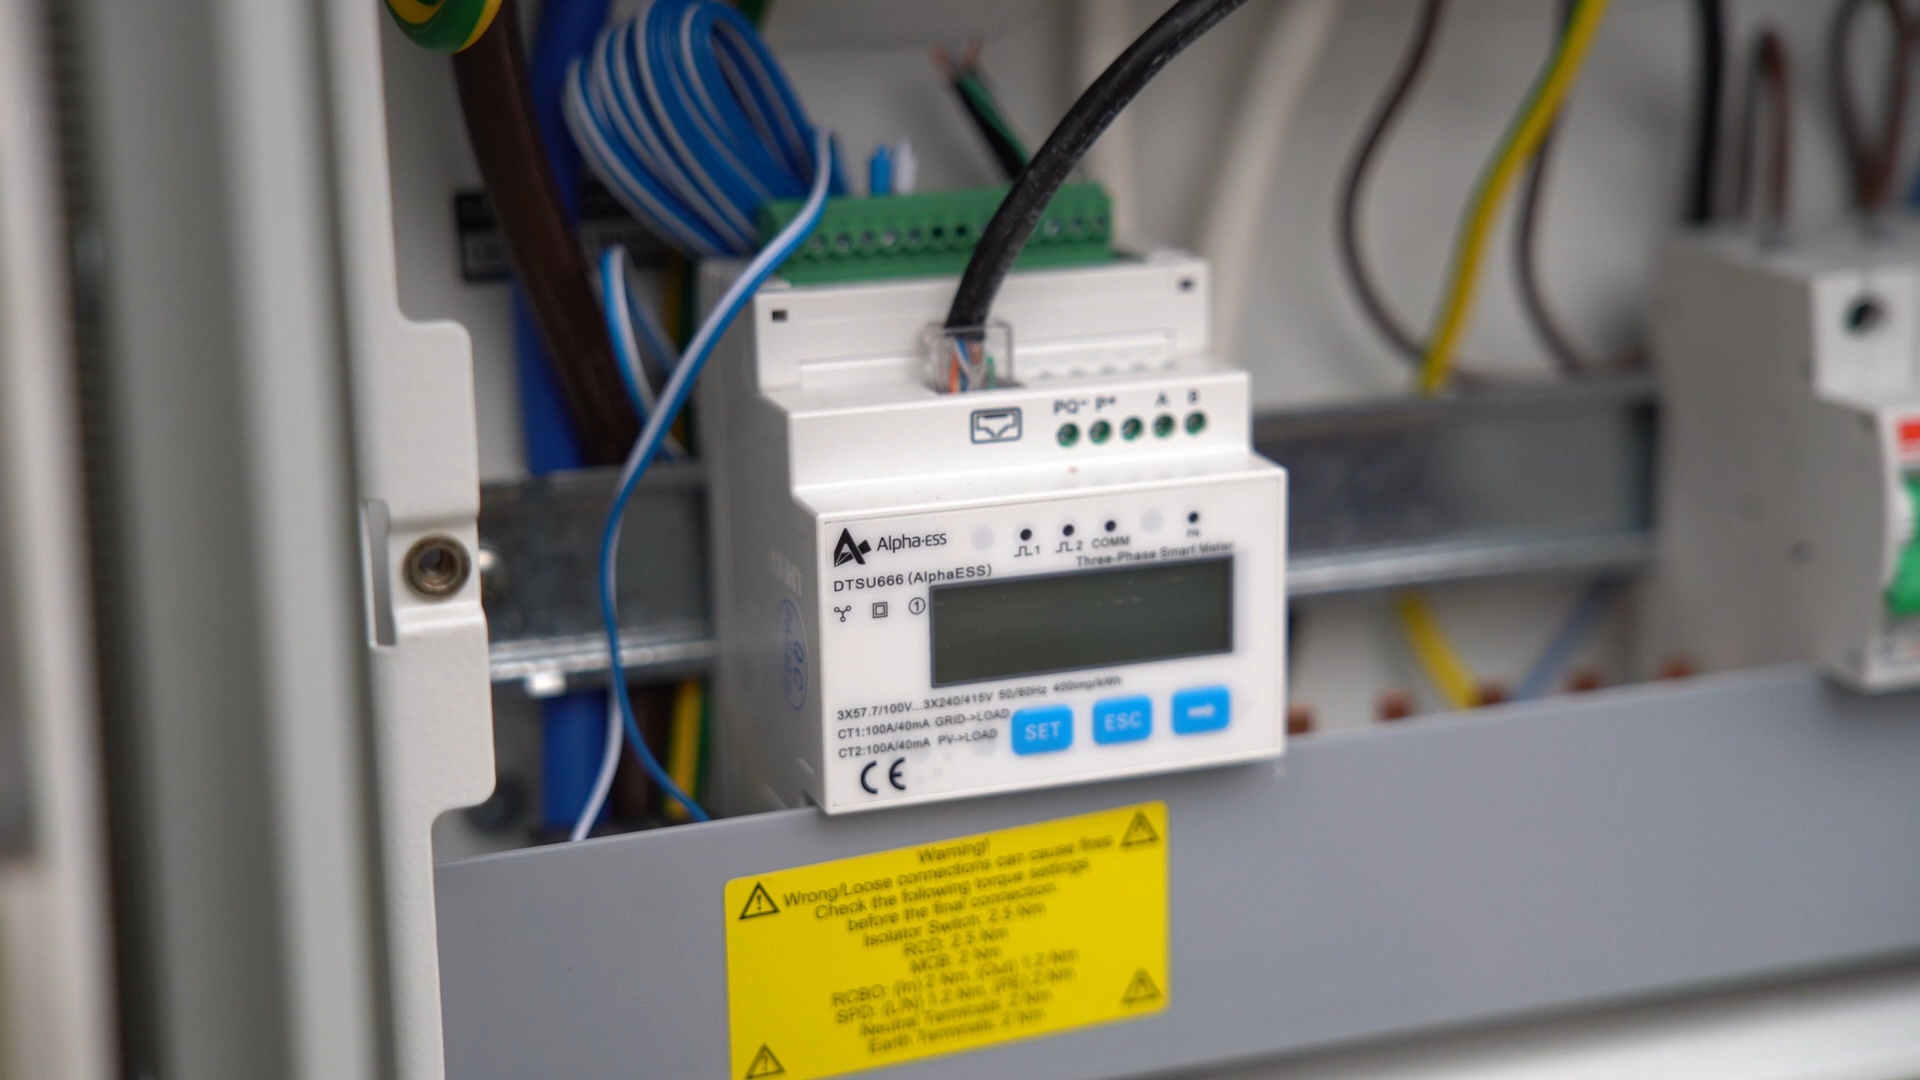 PQ- P+ A B
Alpha-ESS
1 2 COMM
Three-Phase Smart Meter
DTSU666 (AlphaESS)
1
3X57.7/100V...3X240/415V 50/60Hz 400imp/kWh
CT1:100A/40mA GRID->LOAD
CT2:100A/40mA PV->LOAD
SET ESC
CE
Warning!
Wrong/Loose connections can cause fires
Check the following torque settings
before the final connection:
Isolator Switch: 2.5 Nm
RCD: 2.5 Nm
MCB: 2 Nm
RCBO: (In) 2 Nm, (Out) 1.2 Nm
SPD: (L/N) 1.2 Nm, (PE) 2 Nm
Neutral Terminals: 2 Nm
Earth Terminals: 2 Nm